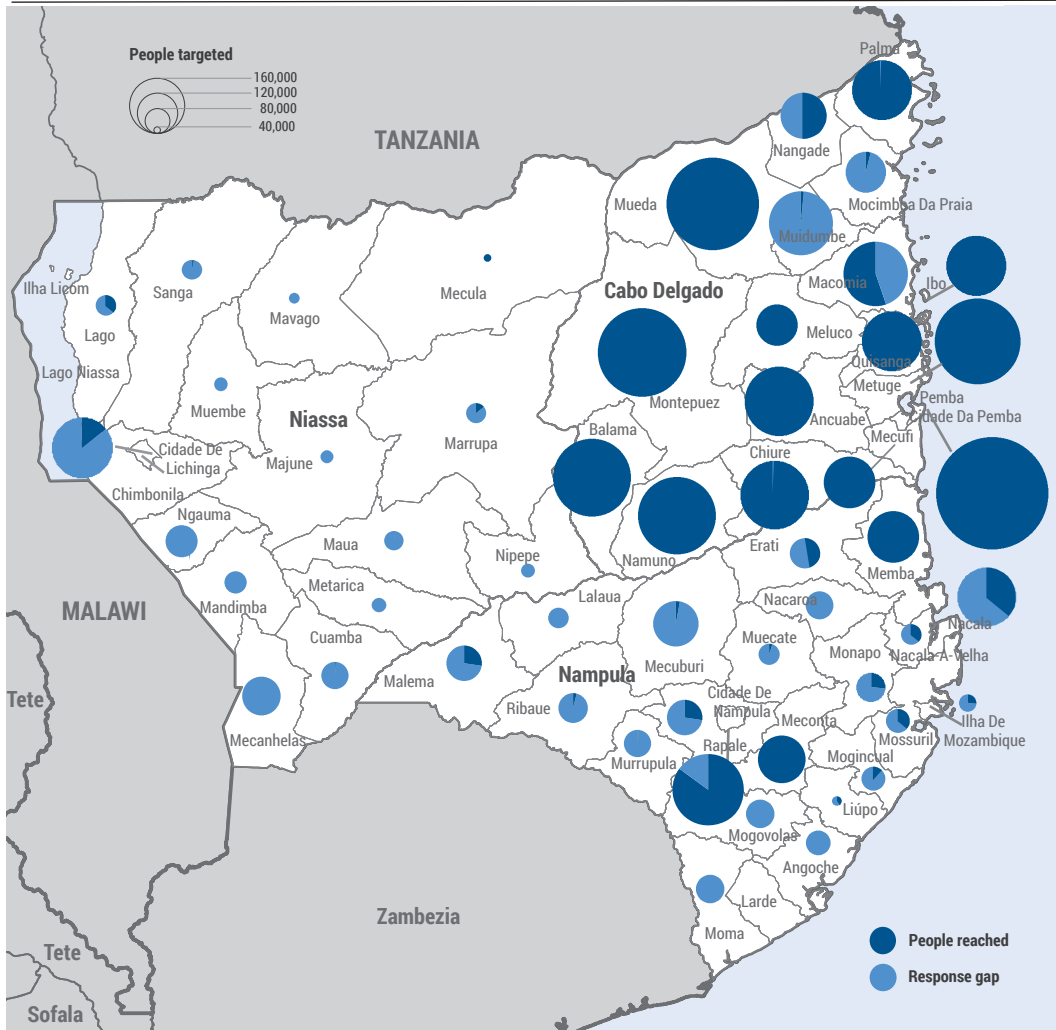 People targeted
160,000
120,000
80,000
40,000
Palma
TANZANIA
Nangade
Mocimboa Da Praia
Mueda
Muidumbe
Ilha Licom
Sanga
Mavago
Mecula
Cabo Delgado
Macomia
Ibo
Lago
Meluco
Lago Niassa
Quisanga
Metuge
Muembe
Niassa
Marrupa
Montepuez
Ancuabe
Pemba
Cidade Da Pemba
Balama
Mecufi
Cidade De
Lichinga
Majune
Chiure
Chimbonila
Ngauma
Maua
Nipepe
Namuno
Erati
Memba
Metarica
Mandimba
Lalaua
Nacaroa
MALAWI
Nacala
Cuamba
Muecate
Monapo
Nacala-A-Velha
Mecuburi
Malema
Nampula
Tete
Ribaue
Cidade De
Nampula
Meconta
Ilha De
Mozambique
Mossuril
Mecanhelas
Murrupula
Rapale
Mogincual
Liúpo
Mogovolas
Angoche
Zambezia
Larde
Moma
People reached
Tete
Response gap
Sofala